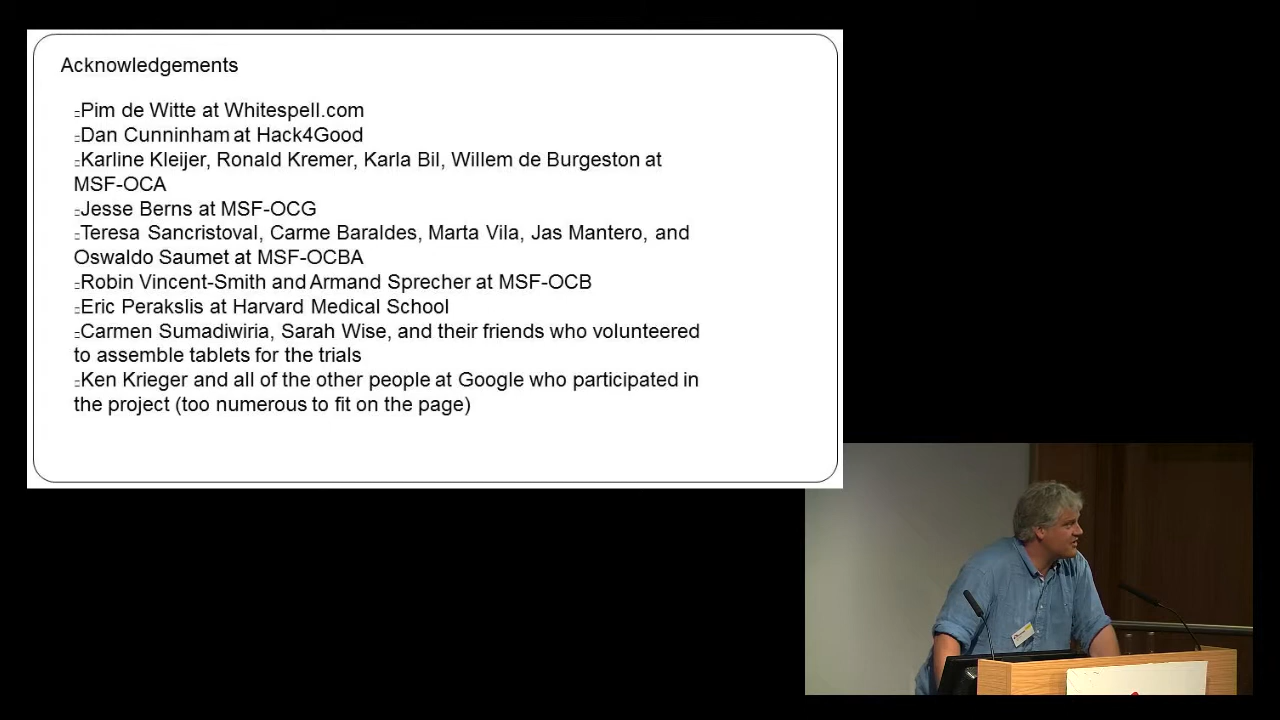 Acknowledgements
Pim de Witte at Whitespell.com
Dan Cunninham at Hack4Good
Karline Kleijer, Ronald Kremer, Karla Bil, Willem de Burgeston at
MSF-OCA
Jesse Berns at MSF-OCG
Teresa Sancristoval, Carme Baraldes, Marta Vila, Jas Mantero, and
Oswaldo Saumet at MSF-OCBA
Robin Vincent-Smith and Armand Sprecher at MSF-OCB
Eric Perakslis at Harvard Medical School
Carmen Sumadiwiria, Sarah Wise, and their friends who volunteered
to assemble tablets for the trials
Ken Krieger and all of the other people at Google who participated in
the project (too numerous to fit on the page)